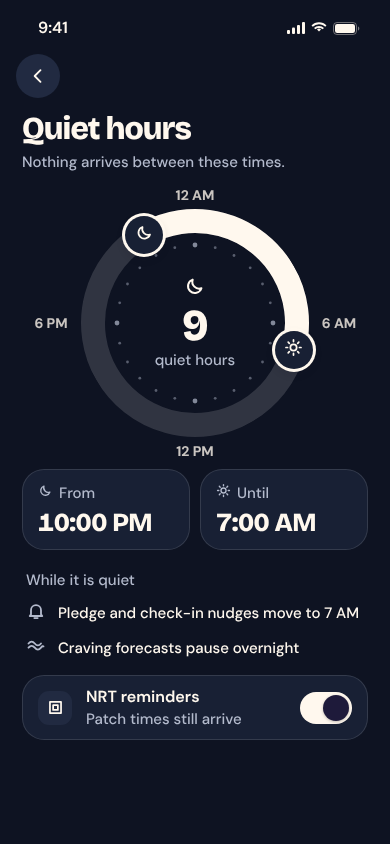 9:41
Quiet hours
Nothing arrives between these times.
12 AM
6 PM
9
quiet hours
6 AM
12 PM
From
10:00 PM
Until
7:00 AM
While it is quiet
Pledge and check-in nudges move to 7 AM
Craving forecasts pause overnight
NRT reminders
Patch times still arrive